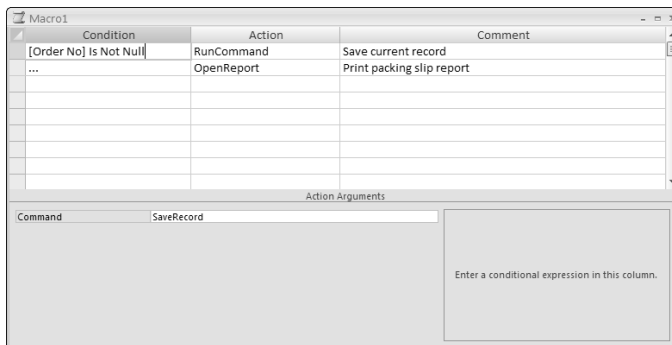 Macro1
Condition Action Comment
[Order No] Is Not Null RunCommand Save current record
... OpenReport Print packing slip report
Action Arguments
Command SaveRecord
Enter a conditional expression in this column.